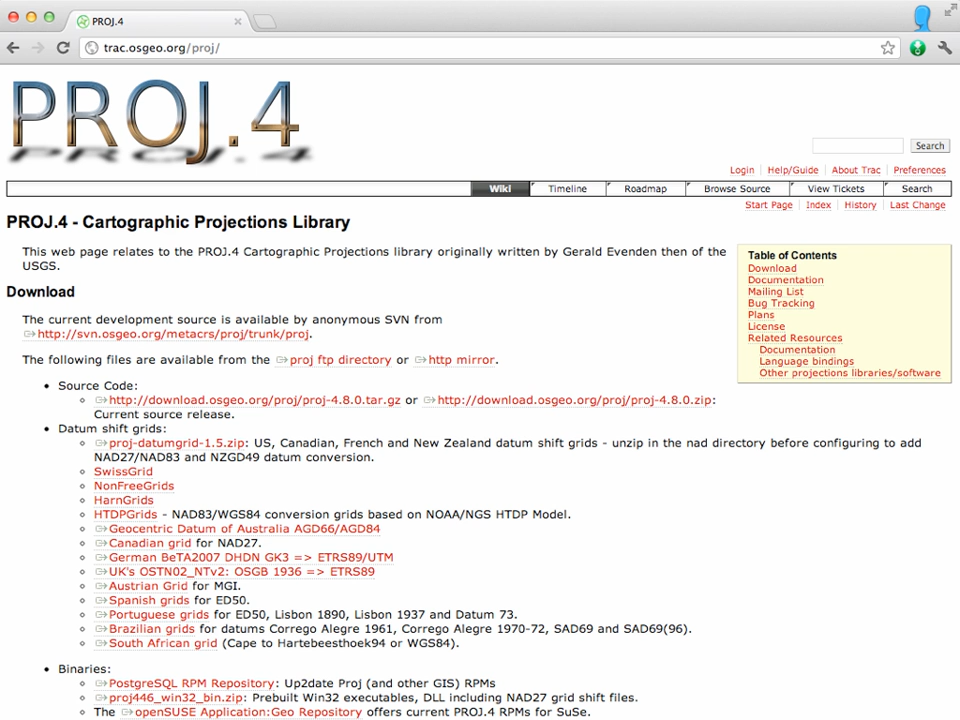 PROJ.4
trac.osgeo.org/proj/
PROJ.4
Search
Login Help/Guide About Trac Preferences
Wiki Timeline Roadmap Browse Source View Tickets Search
Start Page Index History Last Change
PROJ.4 - Cartographic Projections Library
This web page relates to the PROJ.4 Cartographic Projections library originally written by Gerald Evenden then of the
USGS.
Table of Contents
Download
Documentation
Mailing List
Bug Tracking
Plans
License
Related Resources
Documentation
Language bindings
Other projections libraries/software
Download
The current development source is available by anonymous SVN from
http://svn.osgeo.org/metacrs/proj/trunk/proj.
The following files are available from the proj ftp directory or http mirror.
• Source Code:
http://download.osgeo.org/proj/proj-4.8.0.tar.gz or http://download.osgeo.org/proj/proj-4.8.0.zip:
Current source release.
• Datum shift grids:
proj-datumgrid-1.5.zip: US, Canadian, French and New Zealand datum shift grids - unzip in the nad directory before configuring to add
NAD27/NAD83 and NZGD49 datum conversion.
SwissGrid
NonFreeGrids
HarnGrids
HTDPGrids - NAD83/WGS84 conversion grids based on NOAA/NGS HTDP Model.
Geocentric Datum of Australia AGD66/AGD84
Canadian grid for NAD27.
German BeTA2007 DHDN GK3 => ETRS89/UTM
UK's OSTN02_NTv2: OSGB 1936 => ETRS89
Austrian Grid for MGI.
Spanish grids for ED50.
Portuguese grids for ED50, Lisbon 1890, Lisbon 1937 and Datum 73.
Brazilian grids for datums Corrego Alegre 1961, Corrego Alegre 1970-72, SAD69 and SAD69(96).
South African grid (Cape to Hartebeesthoek94 or WGS84).
• Binaries:
PostgreSQL RPM Repository: Up2date Proj (and other GIS) RPMs
proj446_win32_bin.zip: Prebuilt Win32 executables, DLL including NAD27 grid shift files.
The openSUSE Application:Geo Repository offers current PROJ.4 RPMs for SuSe.